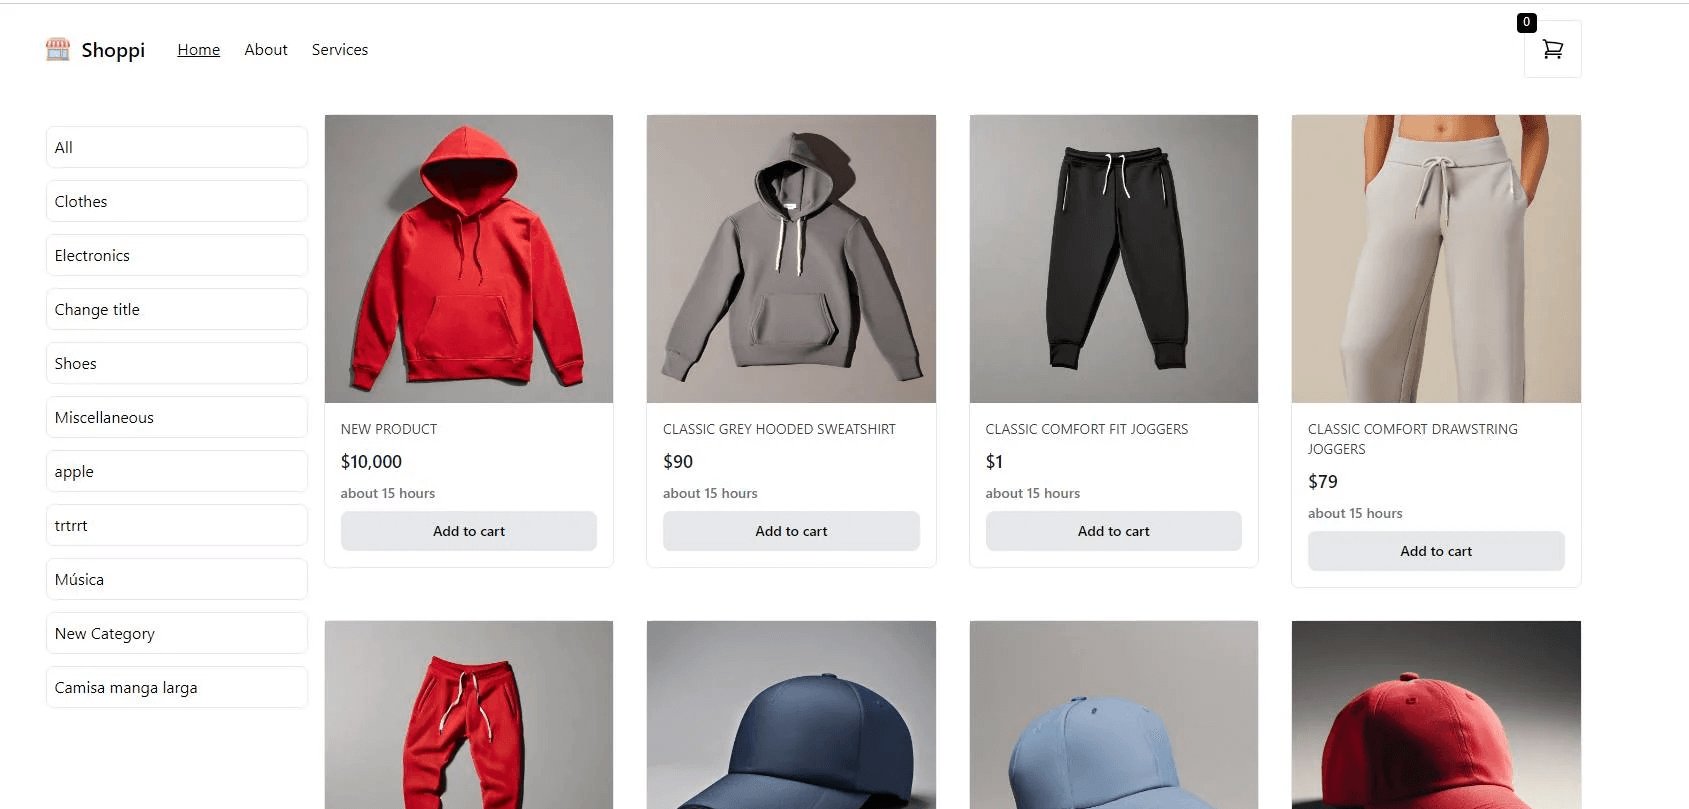 Shoppi
Home
About
Services
0
All
Clothes
Electronics
Change title
Shoes
Miscellaneous
apple
trtrrt
Música
New Category
Camisa manga larga
NEW PRODUCT
$10,000
about 15 hours
Add to cart
CLASSIC GREY HOODED SWEATSHIRT
$90
about 15 hours
Add to cart
CLASSIC COMFORT FIT JOGGERS
$1
about 15 hours
Add to cart
CLASSIC COMFORT DRAWSTRING
JOGGERS
$79
about 15 hours
Add to cart